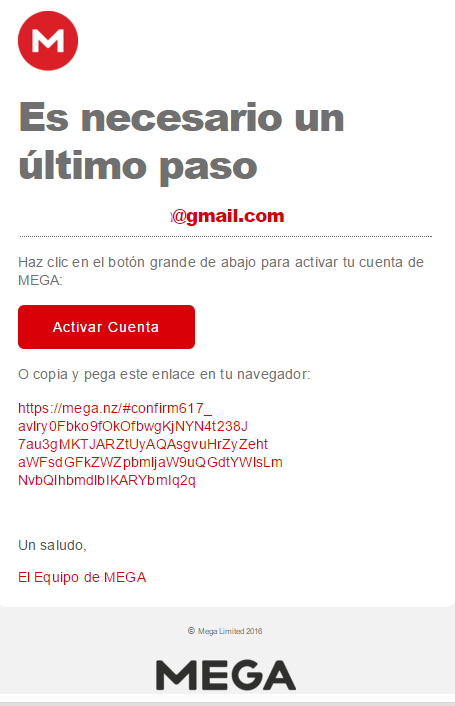 M
Es necesario un
último paso
@gmail.com
Haz clic en el botón grande de abajo para activar tu cuenta de
MEGA:
Activar Cuenta
O copia y pega este enlace en tu navegador:
https://mega.nz/#confirm617_
avlry0Fbko9fOkOfbwgKjNYN4t238J
7au3gMKTJARZtUyAQAsgvuHrZyZeht
aWFsdGFkZWZpbmljaW9uQGdtYWlsLm
NvbQlhbmdlbIKARYbmIq2q
Un saludo,
El Equipo de MEGA
© Mega Limited 2016
MEGA